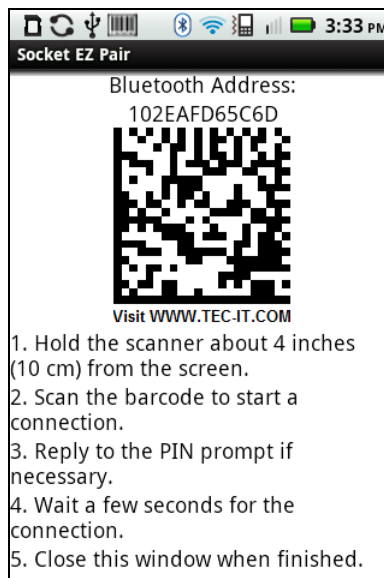 3:33 PM
Socket EZ Pair
Bluetooth Address:
102EAFD65C6D
Visit WWW.TEC-IT.COM
1. Hold the scanner about 4 inches
(10 cm) from the screen.
2. Scan the barcode to start a
connection.
3. Reply to the PIN prompt if
necessary.
4. Wait a few seconds for the
connection.
5. Close this window when finished.